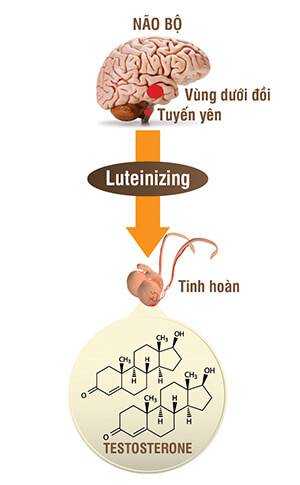 NÃO BỘ
Vùng dưới đồi
Tuyến yên
Luteinizing
Tinh hoàn
CH₃
OH
CH₃
H
H
H
O
CH₃
OH
CH₃
H
H
H
O
TESTOSTERONE